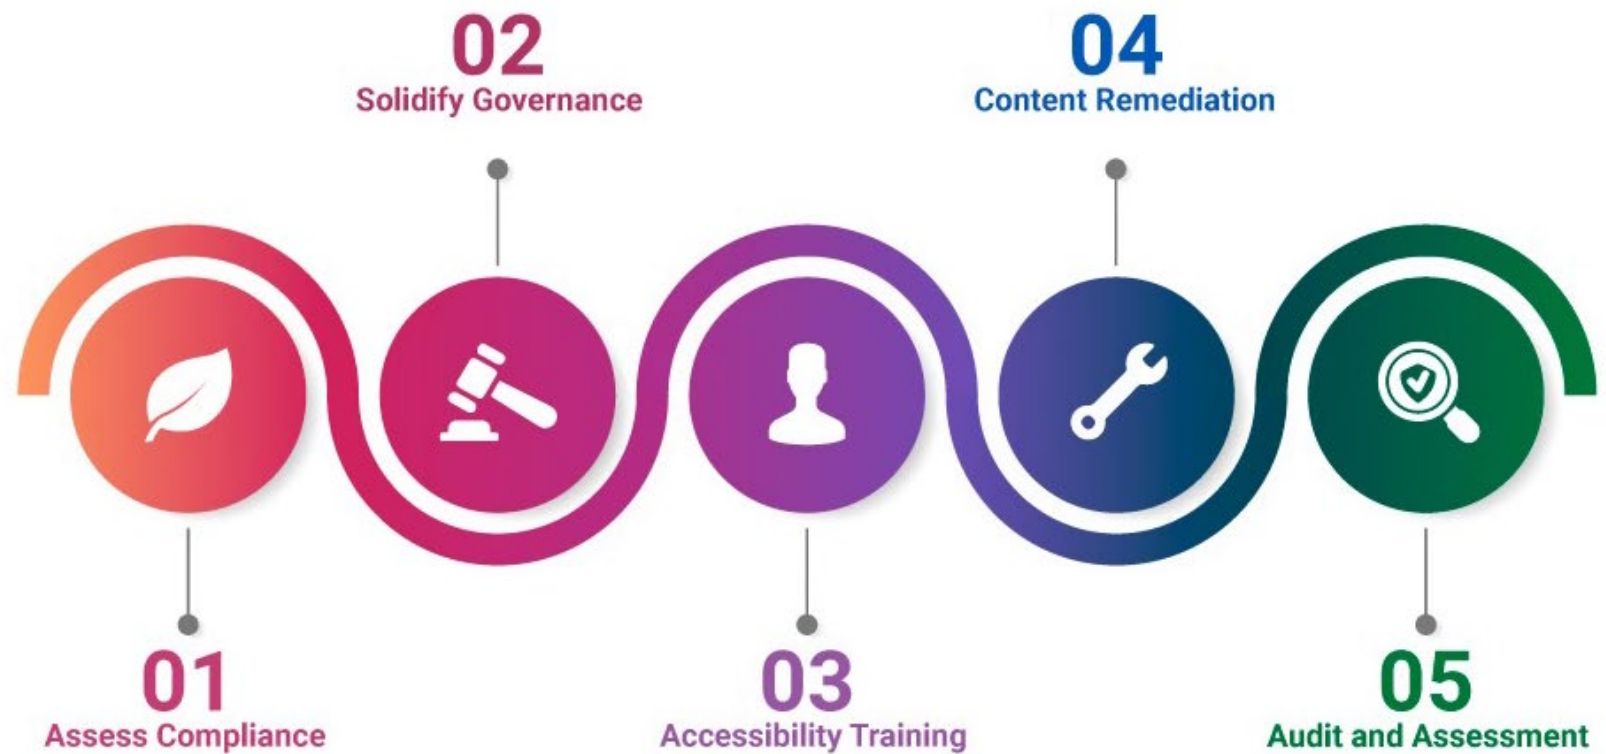 01
Assess Compliance
02
Solidify Governance
03
Accessibility Training
04
Content Remediation
05
Audit and Assessment